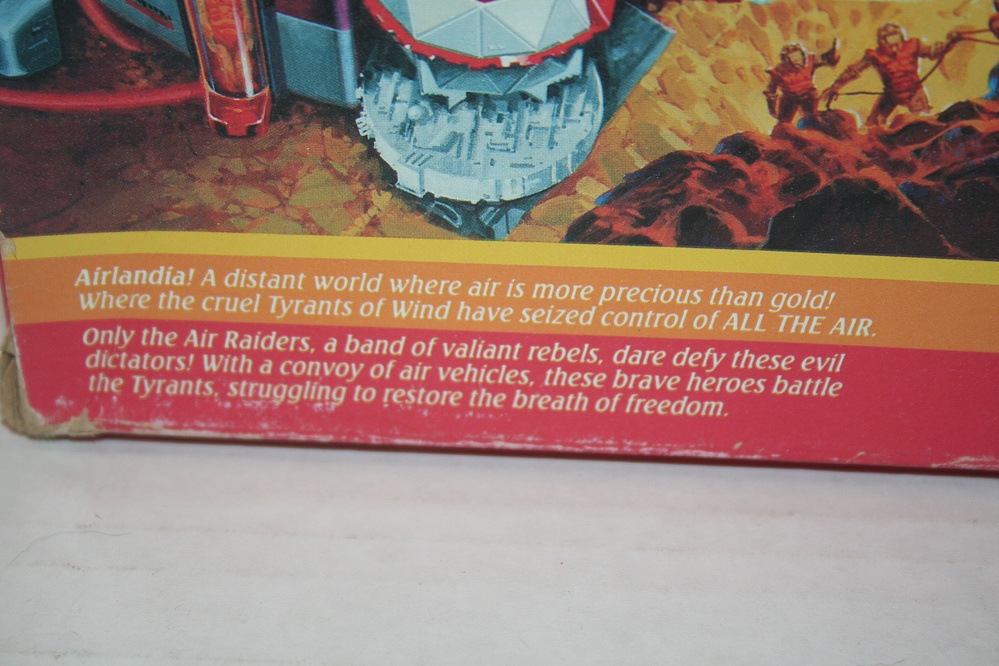 Airlandia! A distant world where air is more precious than gold!
Where the cruel Tyrants of Wind have seized control of ALL THE AIR.
Only the Air Raiders, a band of valiant rebels, dare defy these evil
dictators! With a convoy of air vehicles, these brave heroes battle
the Tyrants, struggling to restore the breath of freedom.